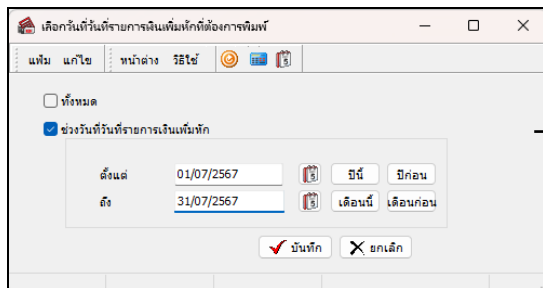 เลือกวันที่วันที่รายการเงินเพิ่มหักที่ต้องการพิมพ์
แฟ้ม แก้ไข หน้าต่าง วิธีใช้
ทั้งหมด
ช่วงวันที่วันที่รายการเงินเพิ่มหัก
ตั้งแต่ 01/07/2567 ปีนี้ ปีก่อน
ถึง 31/07/2567 เดือนนี้ เดือนก่อน
บันทึก ยกเลิก